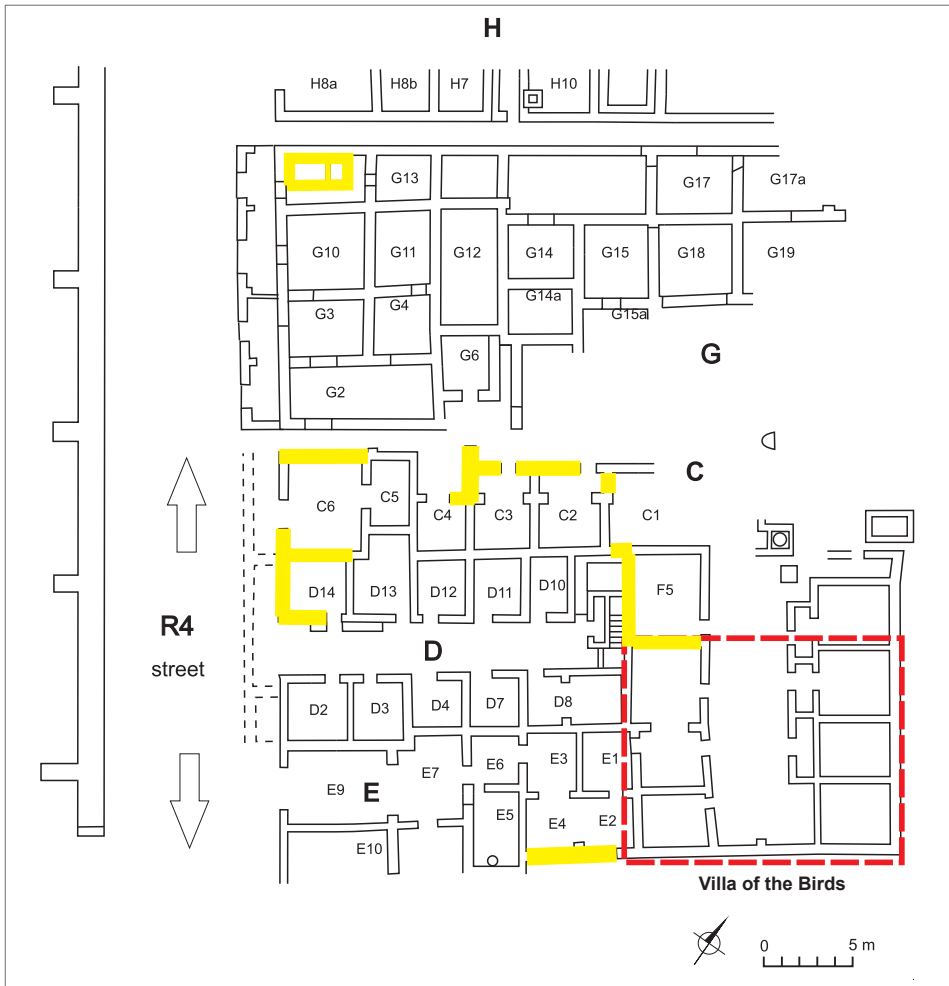 H
H8a H8b H7 H10
G13 G17 G17a
G10 G11 G12 G14 G15 G18 G19
G3 G4 G14a G15a
G6 G
G2
C
C6 C5 C4 C3 C2 C1
D14 D13 D12 D11 D10 F5
R4
street
D
D2 D3 D4 D7 D8
E9 E7 E6 E3 E1
E
E10 E5 E4 E2
Villa of the Birds
0 5 m